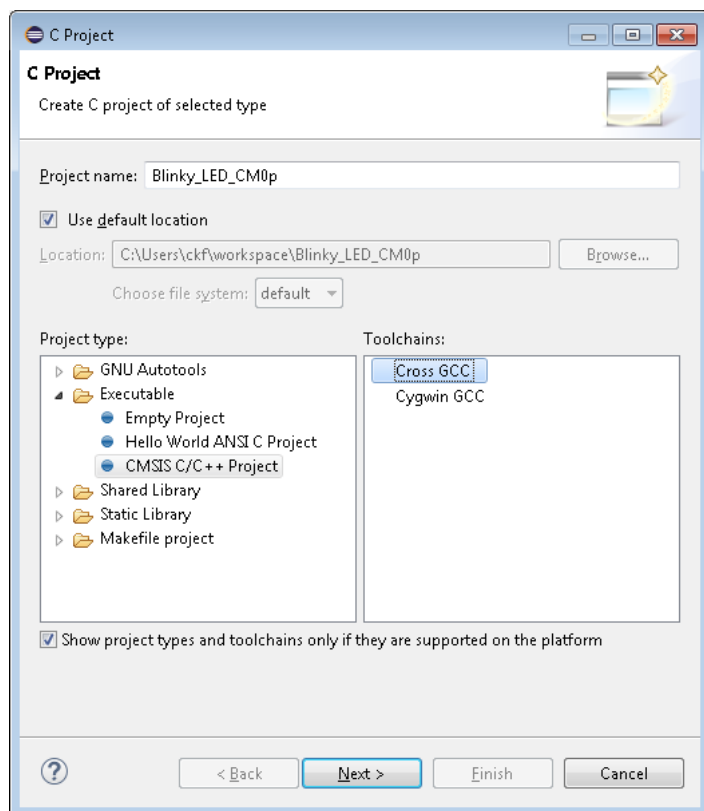 C Project
C Project
Create C project of selected type
Project name: Blinky_LED_CM0p
Use default location
Location: C:\Users\ckf\workspace\Blinky_LED_CM0p Browse...
Choose file system: default
Project type: Toolchains:
GNU Autotools Cross GCC
Executable Cygwin GCC
Empty Project
Hello World ANSI C Project
CMSIS C/C++ Project
Shared Library
Static Library
Makefile project
Show project types and toolchains only if they are supported on the platform
? < Back Next > Finish Cancel